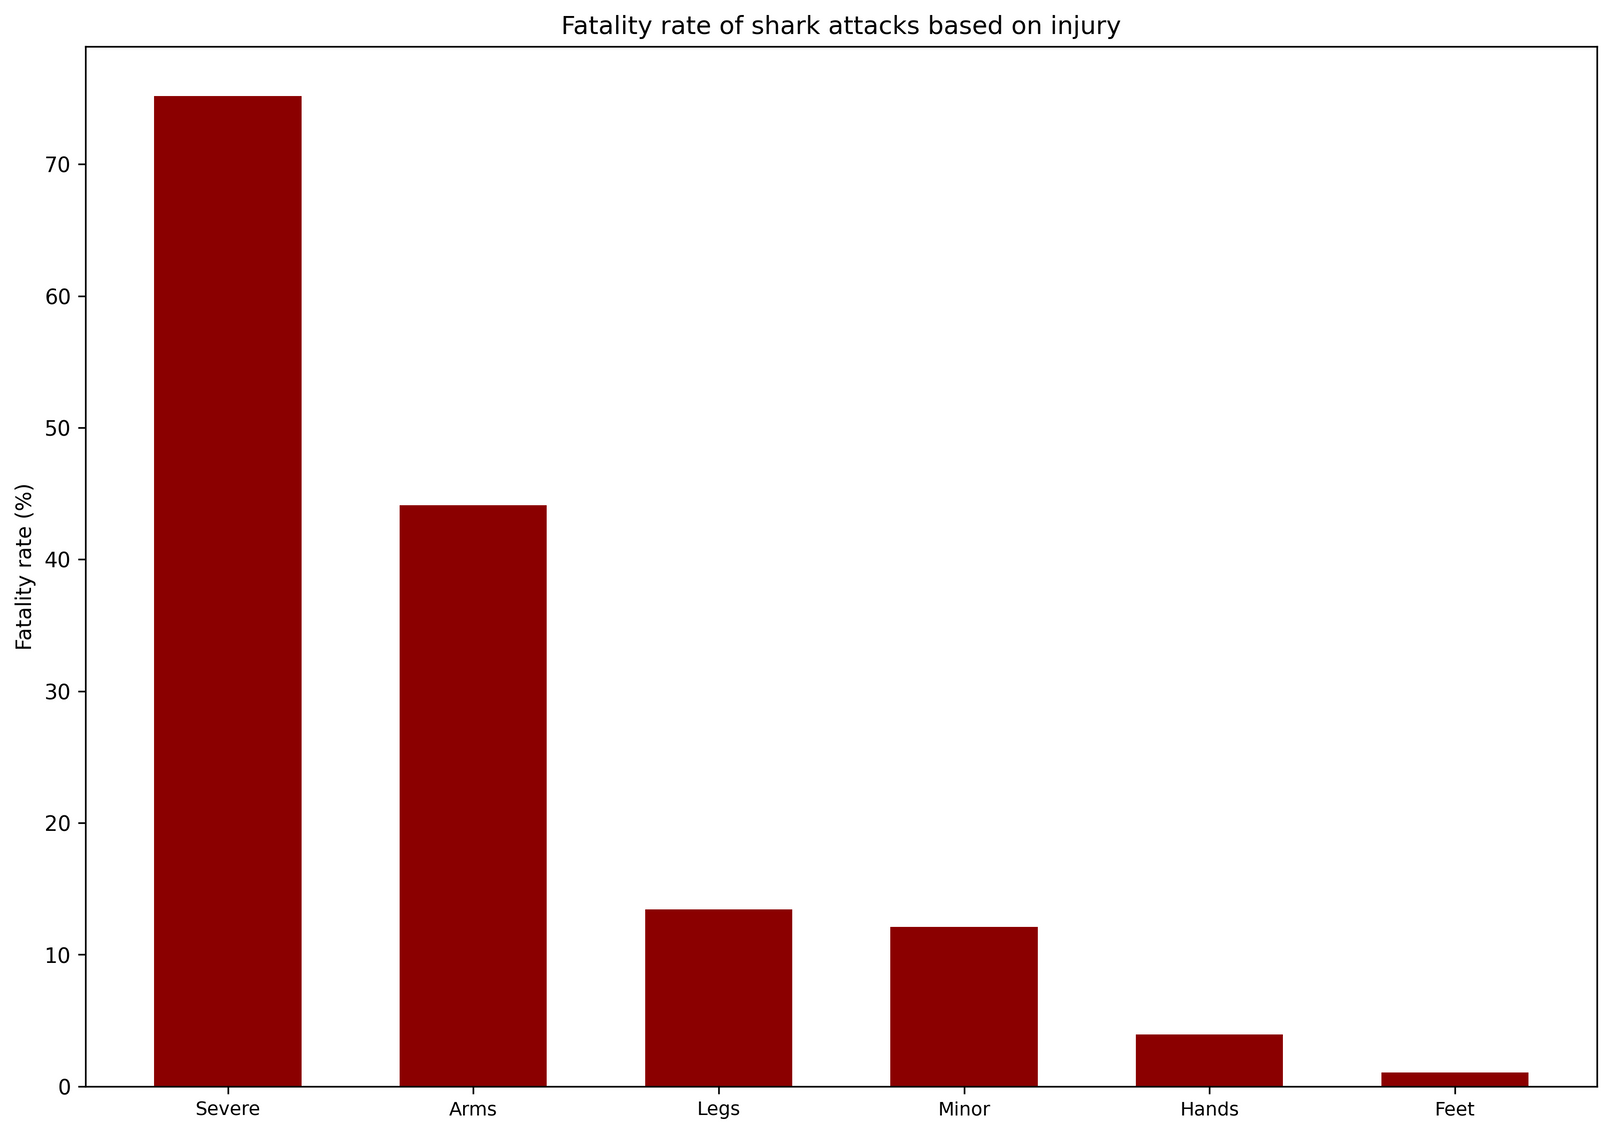 Fatality rate of shark attacks based on injury
Fatality rate (%)
70
60
50
40
30
20
10
0
Severe Arms Legs Minor Hands Feet